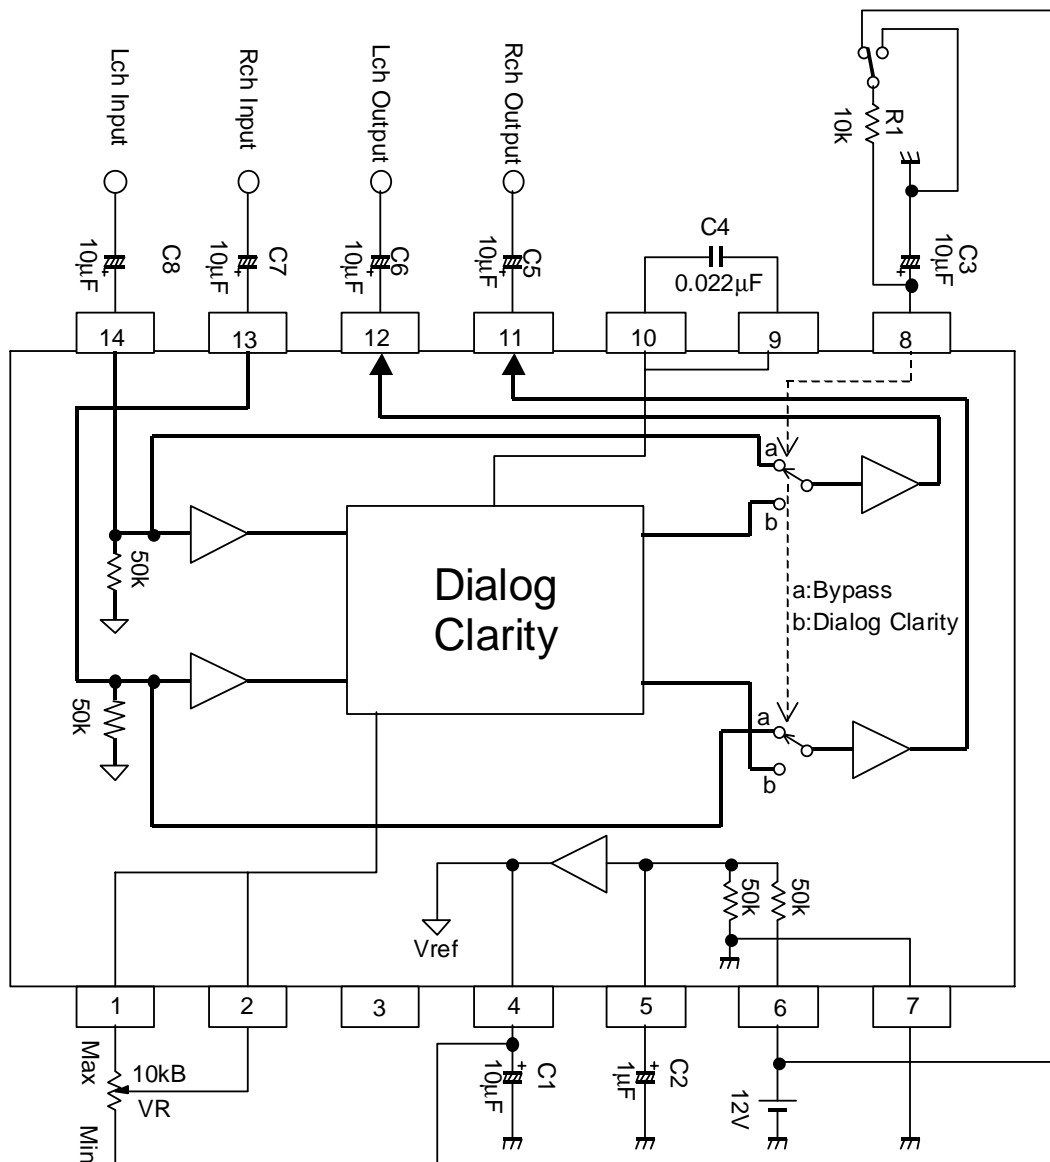 Lch Input
Rch Input
Lch Output
Rch Output
R1
10k
C8
10µF
+
C7
10µF
+
C6
10µF
+
C5
10µF
+
C4
0.022µF
C3
10µF
+
14
13
12
11
10
9
8
50k
50k
Dialog
Clarity
a
b
a:Bypass
b:Dialog Clarity
a
b
Vref
50k
50k
1
2
3
4
5
6
7
Max
10kB
VR
Min
C1
10µF
+
C2
1µF
+
12V